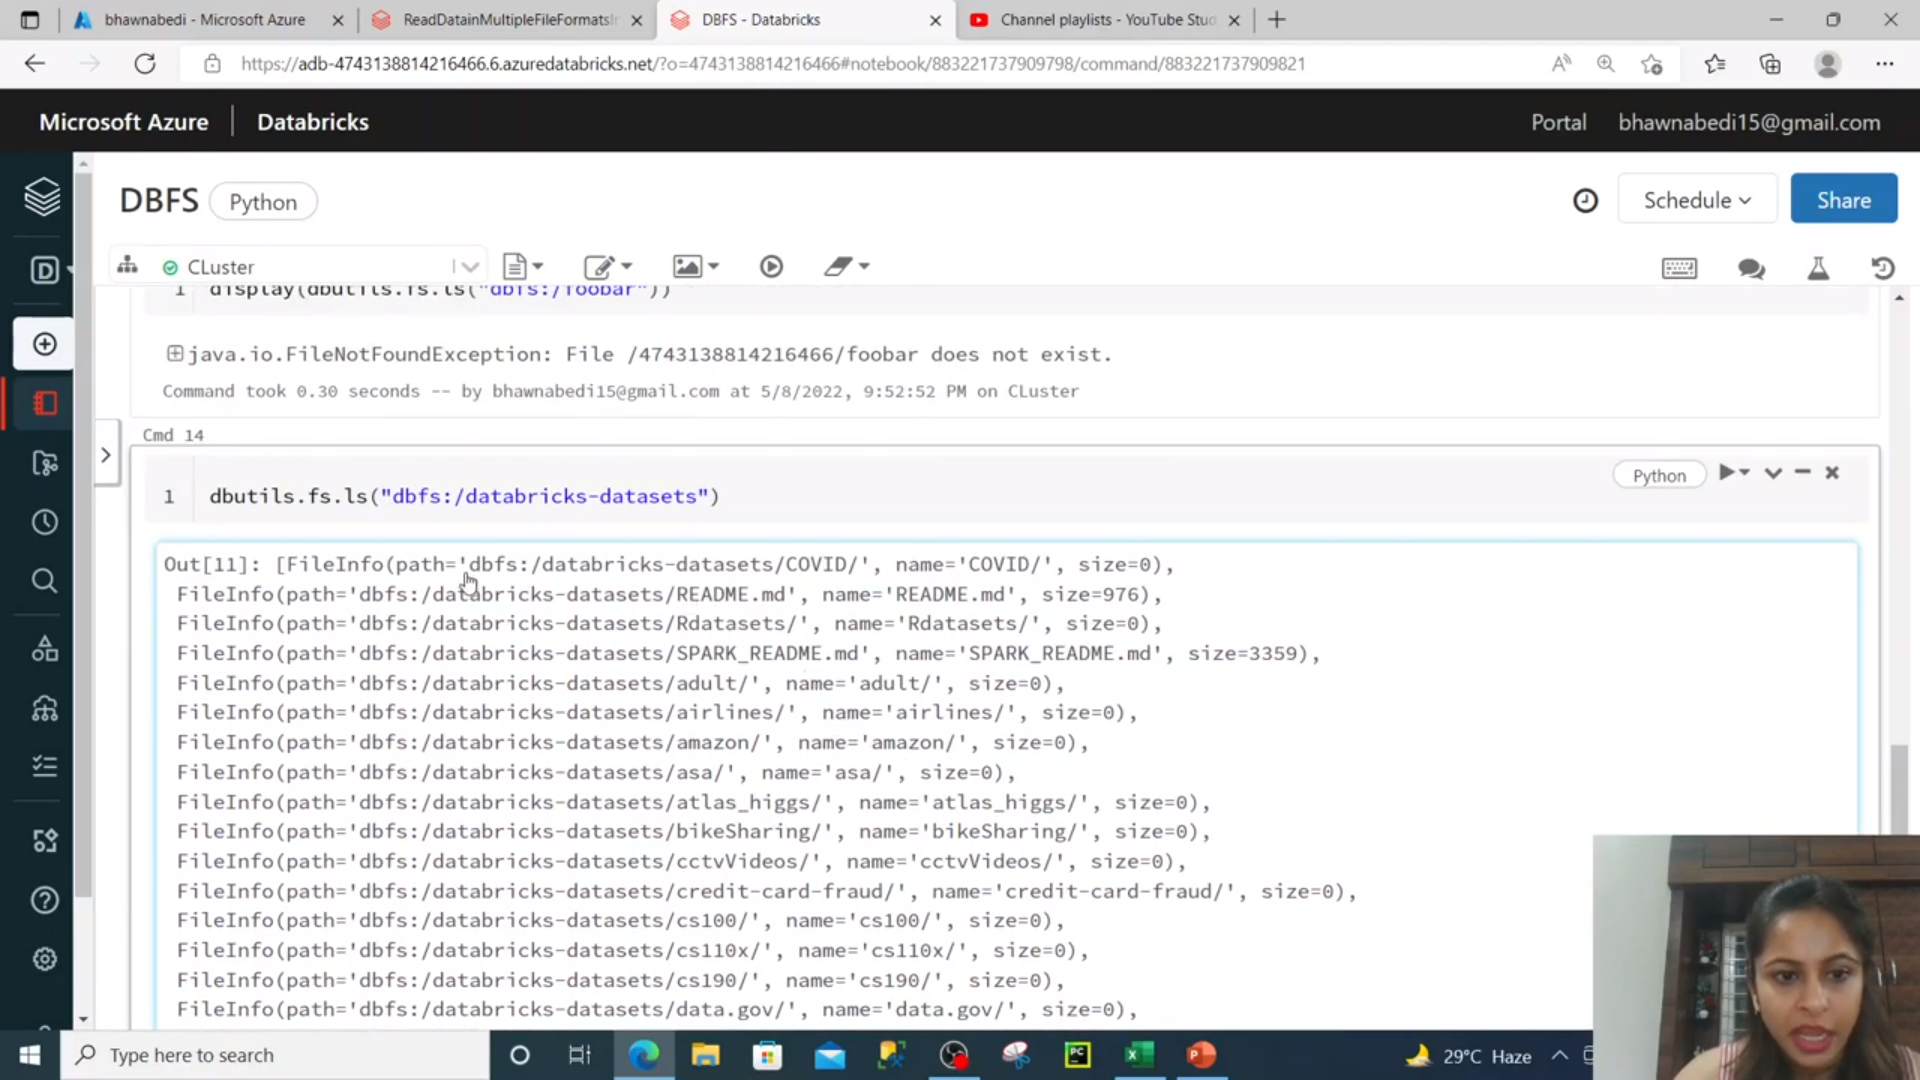 bhawnabedi - Microsoft Azure
ReadDatainMultipleFileFormatsIn
DBFS - Databricks
Channel playlists - YouTube Stud
https://adb-4743138814216466.6.azuredatabricks.net/?o=4743138814216466#notebook/883221737909798/command/883221737909821
Microsoft Azure | Databricks
Portal
bhawnabedi15@gmail.com
DBFS
Python
Schedule
Share
CLuster
1 display(dbutils.fs.ls("dbfs:/foobar"))
java.io.FileNotFoundException: File /4743138814216466/foobar does not exist.
Command took 0.30 seconds -- by bhawnabedi15@gmail.com at 5/8/2022, 9:52:52 PM on CLuster
Cmd 14
Python
1 dbutils.fs.ls("dbfs:/databricks-datasets")
Out[11]: [FileInfo(path='dbfs:/databricks-datasets/COVID/', name='COVID/', size=0),
FileInfo(path='dbfs:/databricks-datasets/README.md', name='README.md', size=976),
FileInfo(path='dbfs:/databricks-datasets/Rdatasets/', name='Rdatasets/', size=0),
FileInfo(path='dbfs:/databricks-datasets/SPARK_README.md', name='SPARK_README.md', size=3359),
FileInfo(path='dbfs:/databricks-datasets/adult/', name='adult/', size=0),
FileInfo(path='dbfs:/databricks-datasets/airlines/', name='airlines/', size=0),
FileInfo(path='dbfs:/databricks-datasets/amazon/', name='amazon/', size=0),
FileInfo(path='dbfs:/databricks-datasets/asa/', name='asa/', size=0),
FileInfo(path='dbfs:/databricks-datasets/atlas_higgs/', name='atlas_higgs/', size=0),
FileInfo(path='dbfs:/databricks-datasets/bikeSharing/', name='bikeSharing/', size=0),
FileInfo(path='dbfs:/databricks-datasets/cctvVideos/', name='cctvVideos/', size=0),
FileInfo(path='dbfs:/databricks-datasets/credit-card-fraud/', name='credit-card-fraud/', size=0),
FileInfo(path='dbfs:/databricks-datasets/cs100/', name='cs100/', size=0),
FileInfo(path='dbfs:/databricks-datasets/cs110x/', name='cs110x/', size=0),
FileInfo(path='dbfs:/databricks-datasets/cs190/', name='cs190/', size=0),
FileInfo(path='dbfs:/databricks-datasets/data.gov/', name='data.gov/', size=0),
Type here to search
PC
29°C Haze